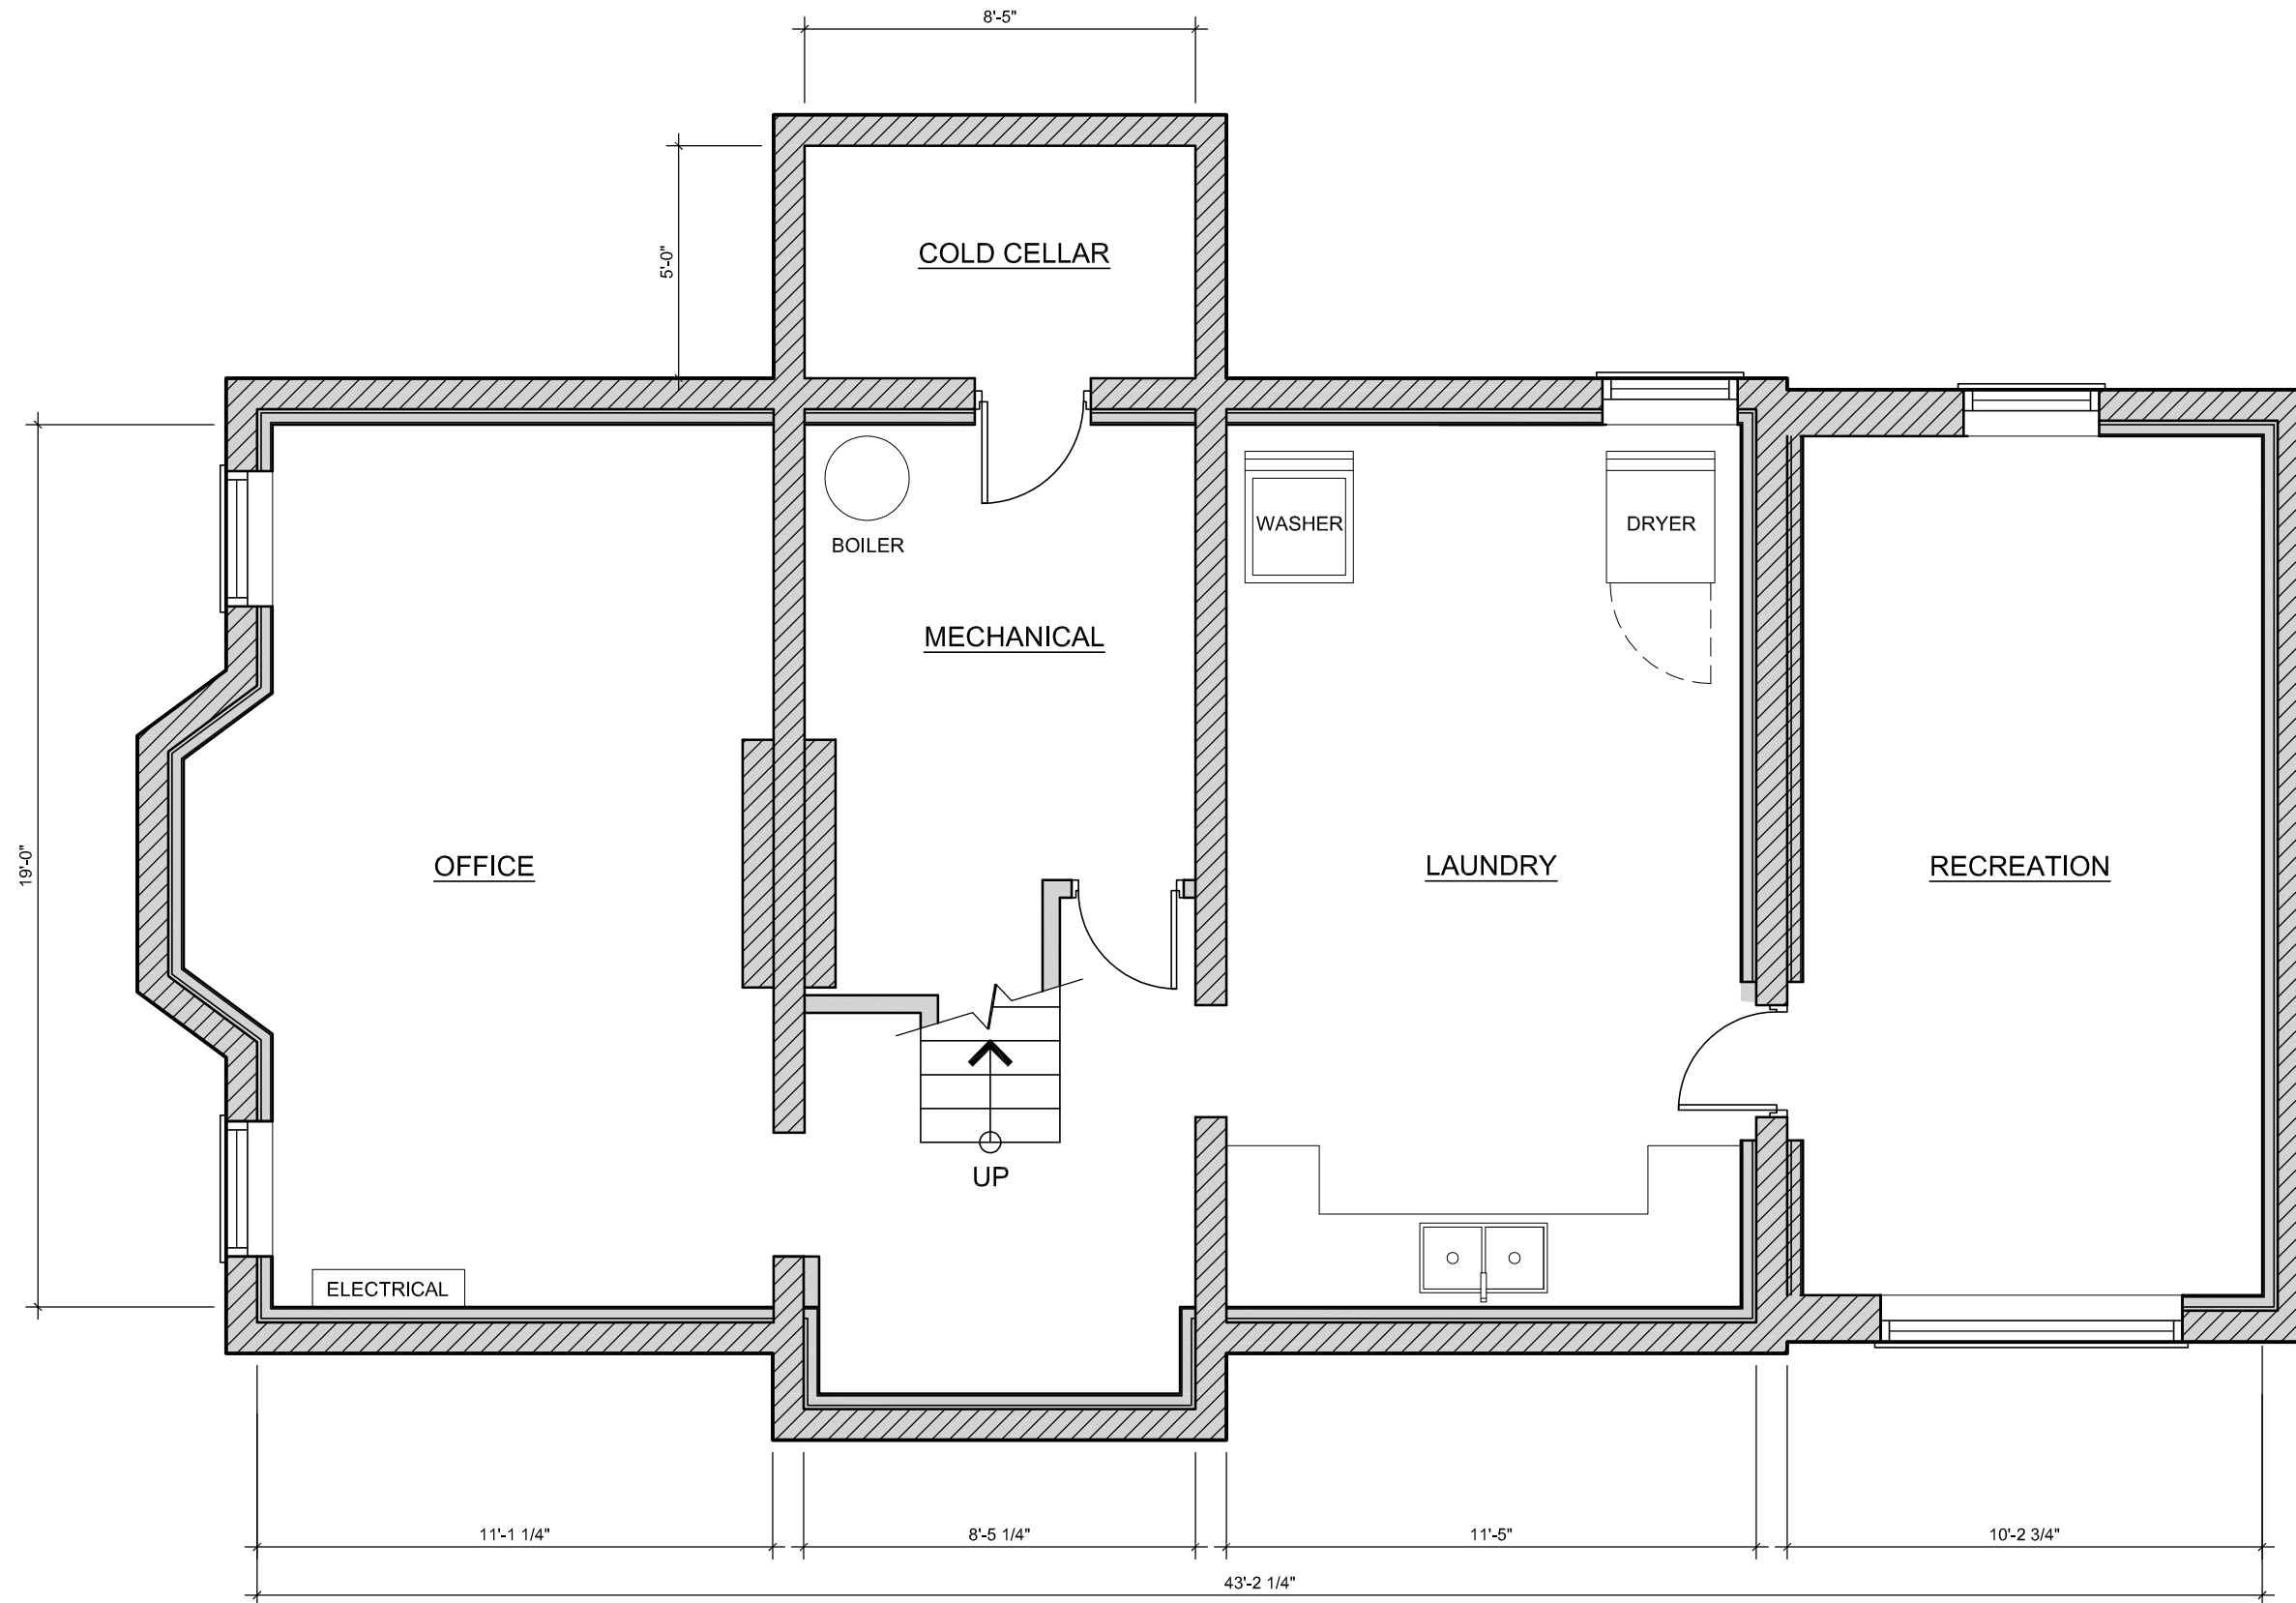 8'-5"
5'-0"
COLD CELLAR
WASHER
DRYER
BOILER
MECHANICAL
19'-0"
OFFICE
LAUNDRY
RECREATION
UP
ELECTRICAL
11'-1 1/4"
8'-5 1/4"
11'-5"
10'-2 3/4"
43'-2 1/4"